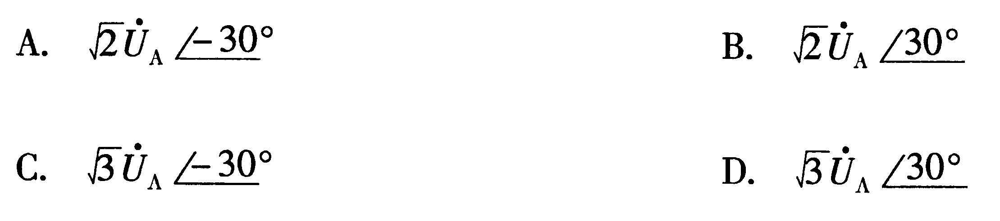 A. √2 U̇_A ∠-30° B. √2 U̇_A ∠30°
C. √3 U̇_A ∠-30° D. √3 U̇_A ∠30°